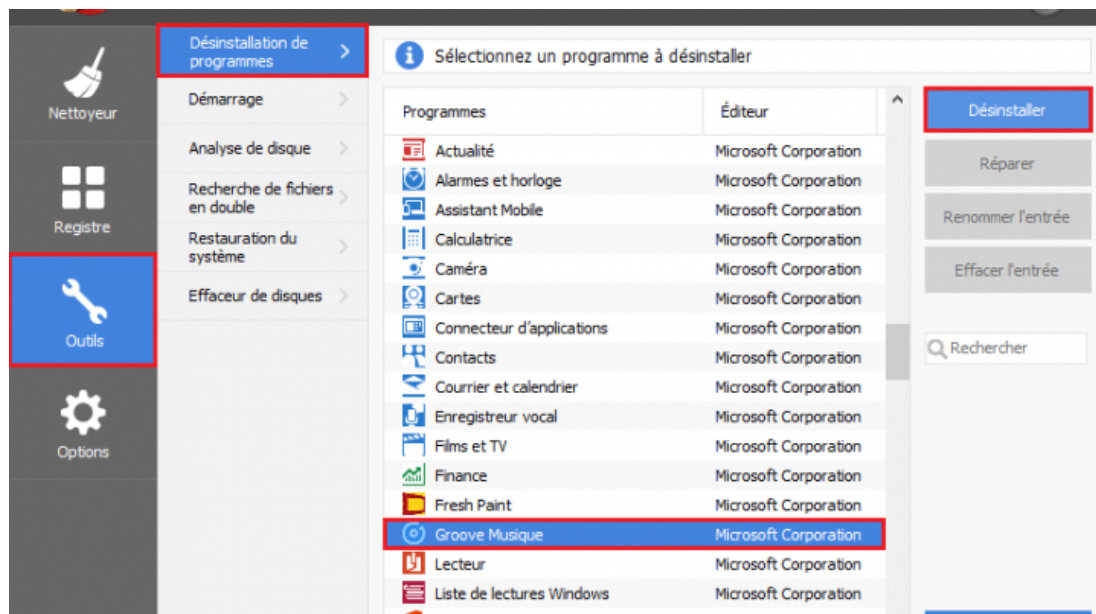 Nettoyeur
Registre
Outils
Options
Désinstallation de
programmes
Démarrage
Analyse de disque
Recherche de fichiers
en double
Restauration du
système
Effaceur de disques
Sélectionnez un programme à désinstaller
Programmes Éditeur
Actualité Microsoft Corporation
Alarmes et horloge Microsoft Corporation
Assistant Mobile Microsoft Corporation
Calculatrice Microsoft Corporation
Caméra Microsoft Corporation
Cartes Microsoft Corporation
Connecteur d’applications Microsoft Corporation
Contacts Microsoft Corporation
Courrier et calendrier Microsoft Corporation
Enregistreur vocal Microsoft Corporation
Films et TV Microsoft Corporation
Finance Microsoft Corporation
Fresh Paint Microsoft Corporation
Groove Musique Microsoft Corporation
Lecteur Microsoft Corporation
Liste de lectures Windows Microsoft Corporation
Désinstaller
Réparer
Renommer l'entrée
Effacer l'entrée
Rechercher